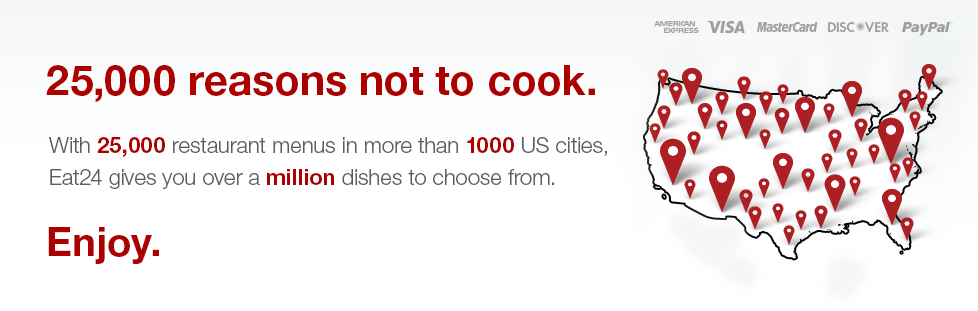 AMERICAN EXPRESS VISA MasterCard DISCOVER PayPal
25,000 reasons not to cook.
With 25,000 restaurant menus in more than 1000 US cities,
Eat24 gives you over a million dishes to choose from.
Enjoy.